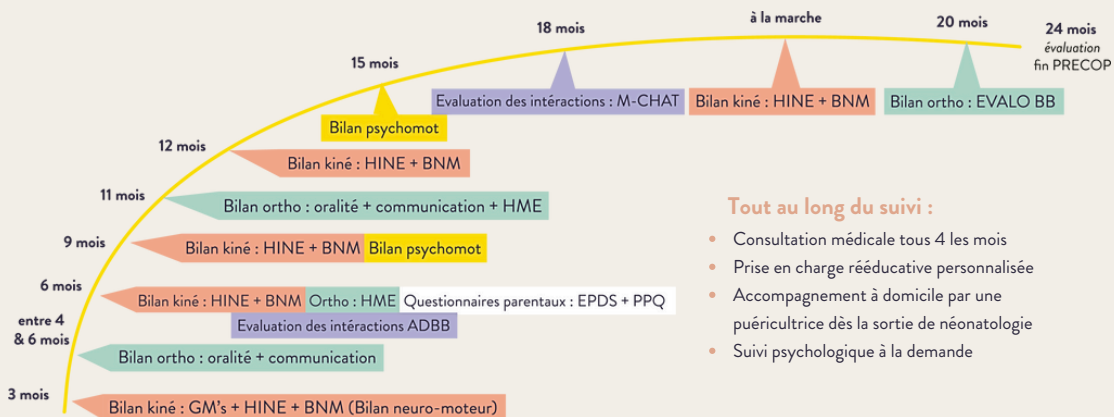 à la marche
18 mois
20 mois
24 mois
évaluation
fin PRECOP
15 mois
Evaluation des intéractions : M-CHAT
Bilan kiné : HINE + BNM
Bilan ortho : EVALO BB
Bilan psychomot
12 mois
Bilan kiné : HINE + BNM
11 mois
Bilan ortho : oralité + communication + HME
9 mois
Bilan kiné : HINE + BNM
Bilan psychomot
6 mois
Bilan kiné : HINE + BNM
Ortho : HME
Questionnaires parentaux : EPDS + PPQ
Evaluation des intéractions ADBB
entre 4
& 6 mois
Bilan ortho : oralité + communication
3 mois
Bilan kiné : GM's + HINE + BNM (Bilan neuro-moteur)
Tout au long du suivi :
• Consultation médicale tous 4 les mois
• Prise en charge rééducative personnalisée
• Accompagnement à domicile par une
puéricultrice dès la sortie de néonatologie
• Suivi psychologique à la demande